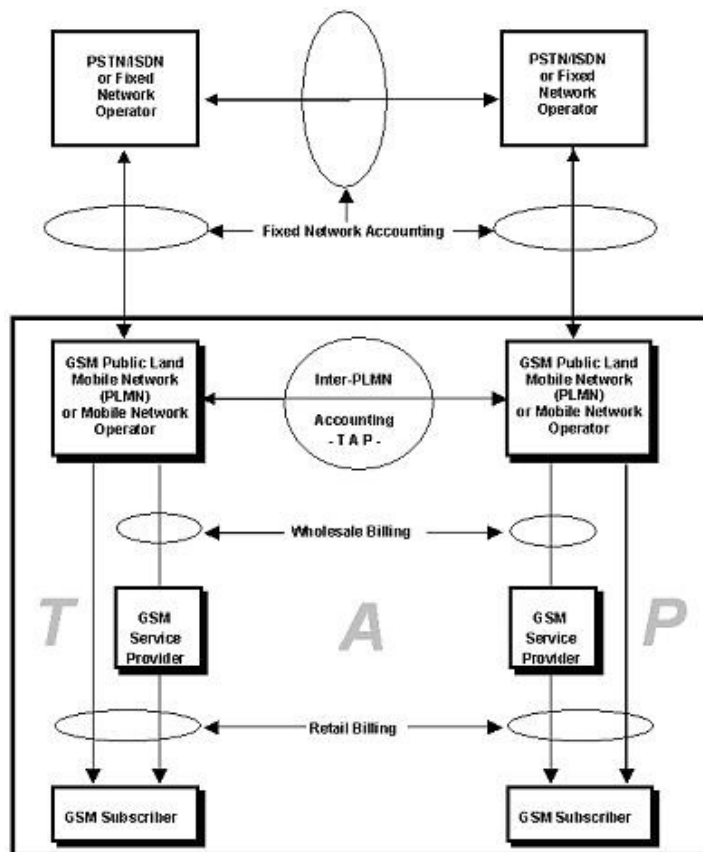 PSTN/ISDN
or Fixed
Network
Operator
PSTN/ISDN
or Fixed
Network
Operator
Fixed Network Accounting
GSM Public Land
Mobile Network
(PLMN)
or Mobile Network
Operator
Inter-PLMN
Accounting
- T A P -
GSM Public Land
Mobile Network
(PLMN)
or Mobile Network
Operator
Wholesale Billing
T
GSM
Service
Provider
A
GSM
Service
Provider
P
Retail Billing
GSM Subscriber
GSM Subscriber